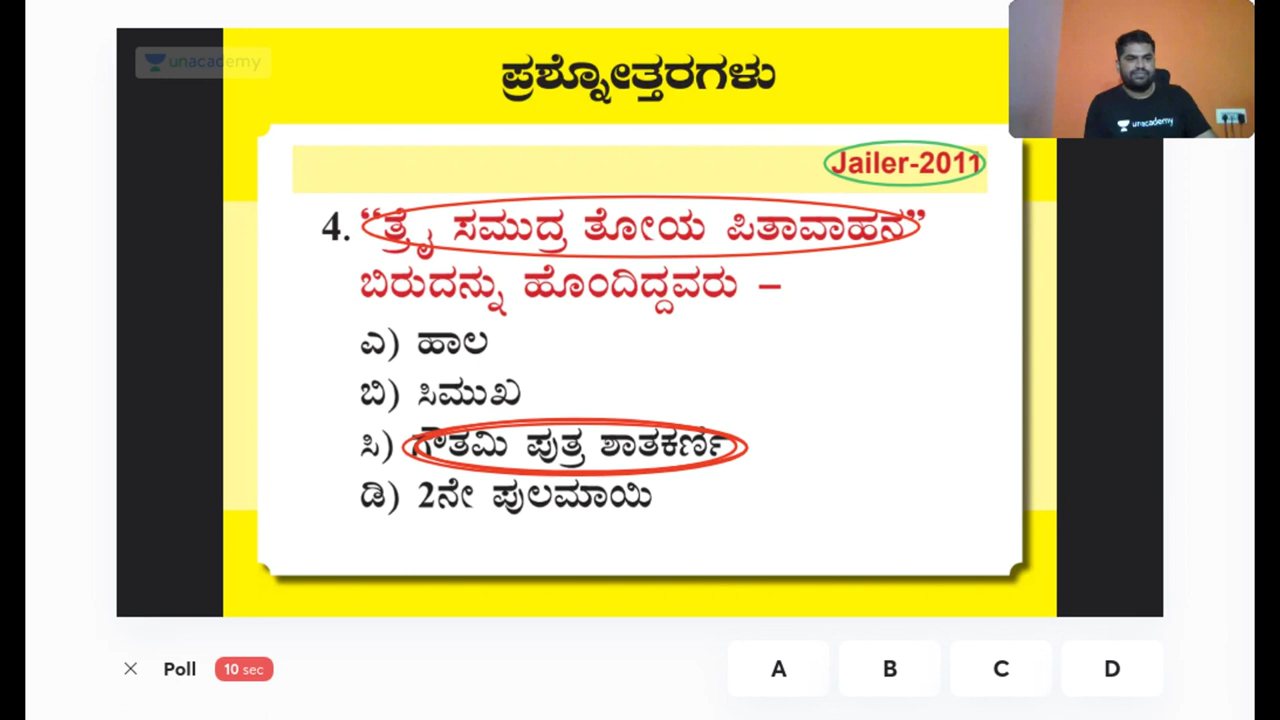 unacademy
ಪ್ರಶ್ನೋತ್ತರಗಳು
unacademy
Jailer-2011
4. “ತ್ರೈ ಸಮುದ್ರ ತೋಯ ಪಿತಾವಾಹನ”
ಬಿರುದನ್ನು ಹೊಂದಿದ್ದವರು –
ಎ) ಹಾಲ
ಬಿ) ಸಿಮುಖ
ಸಿ) ಗೌತಮಿ ಪುತ್ರ ಶಾತಕರ್ಣಿ
ಡಿ) 2ನೇ ಪುಲಮಾಯಿ
Poll 10 sec A B C D